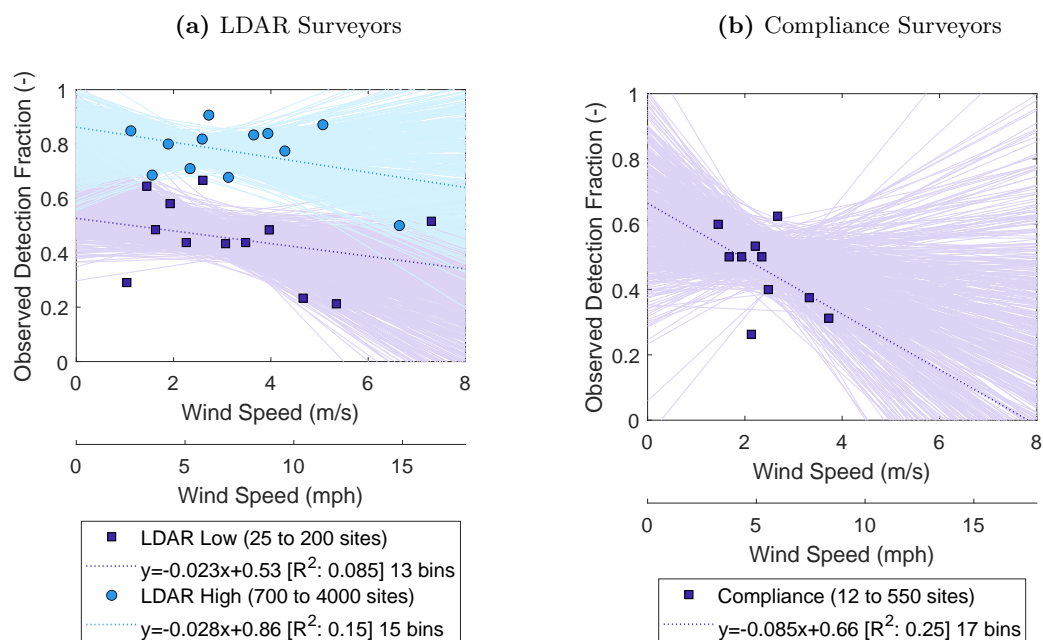 (a) LDAR Surveyors
(b) Compliance Surveyors
Observed Detection Fraction (-)
1
0.8
0.6
0.4
0.2
0
0 2 4 6 8
Wind Speed (m/s)
0 5 10 15
Wind Speed (mph)
LDAR Low (25 to 200 sites)
y=-0.023x+0.53 [R²: 0.085] 13 bins
LDAR High (700 to 4000 sites)
y=-0.028x+0.86 [R²: 0.15] 15 bins
Observed Detection Fraction (-)
1
0.8
0.6
0.4
0.2
0
0 2 4 6 8
Wind Speed (m/s)
0 5 10 15
Wind Speed (mph)
Compliance (12 to 550 sites)
y=-0.085x+0.66 [R²: 0.25] 17 bins